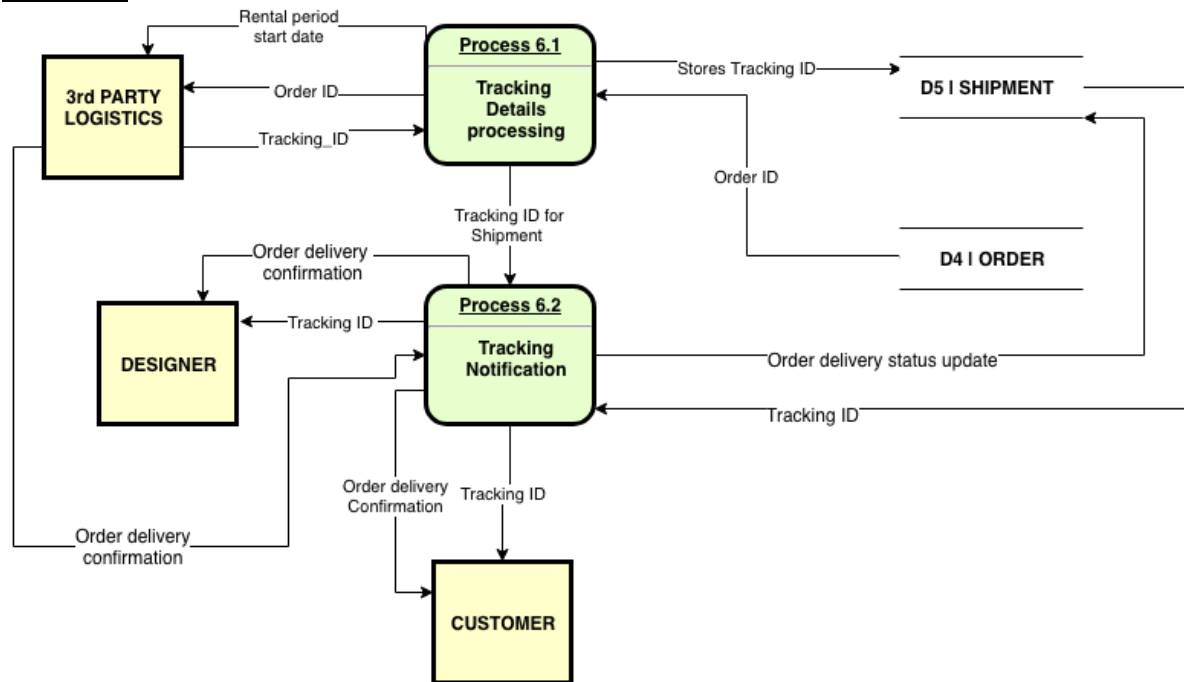 Rental period
start date
Process 6.1
3rd PARTY
LOGISTICS
Order ID
Tracking_ID
Tracking
Details
processing
Stores Tracking ID
D5 I SHIPMENT
Order ID
Tracking ID for
Shipment
D4 I ORDER
Order delivery
confirmation
Process 6.2
DESIGNER
Tracking ID
Tracking
Notification
Order delivery status update
Tracking ID
Order delivery
Confirmation
Tracking ID
Order delivery
confirmation
CUSTOMER